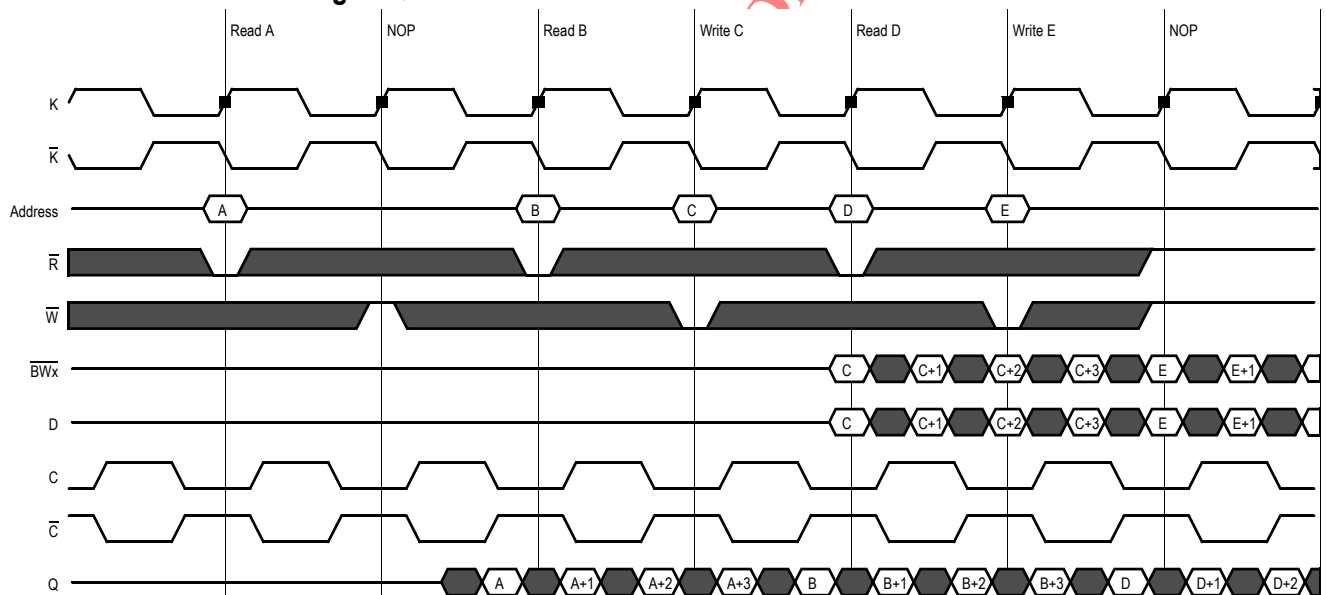 Read A NOP Read B Write C Read D Write E NOP
K
K
Address A B C D E
R
W
BWx C C+1 C+2 C+3 E E+1
D C C+1 C+2 C+3 E E+1
C
C
Q A A+1 A+2 A+3 B B+1 B+2 B+3 D D+1 D+2